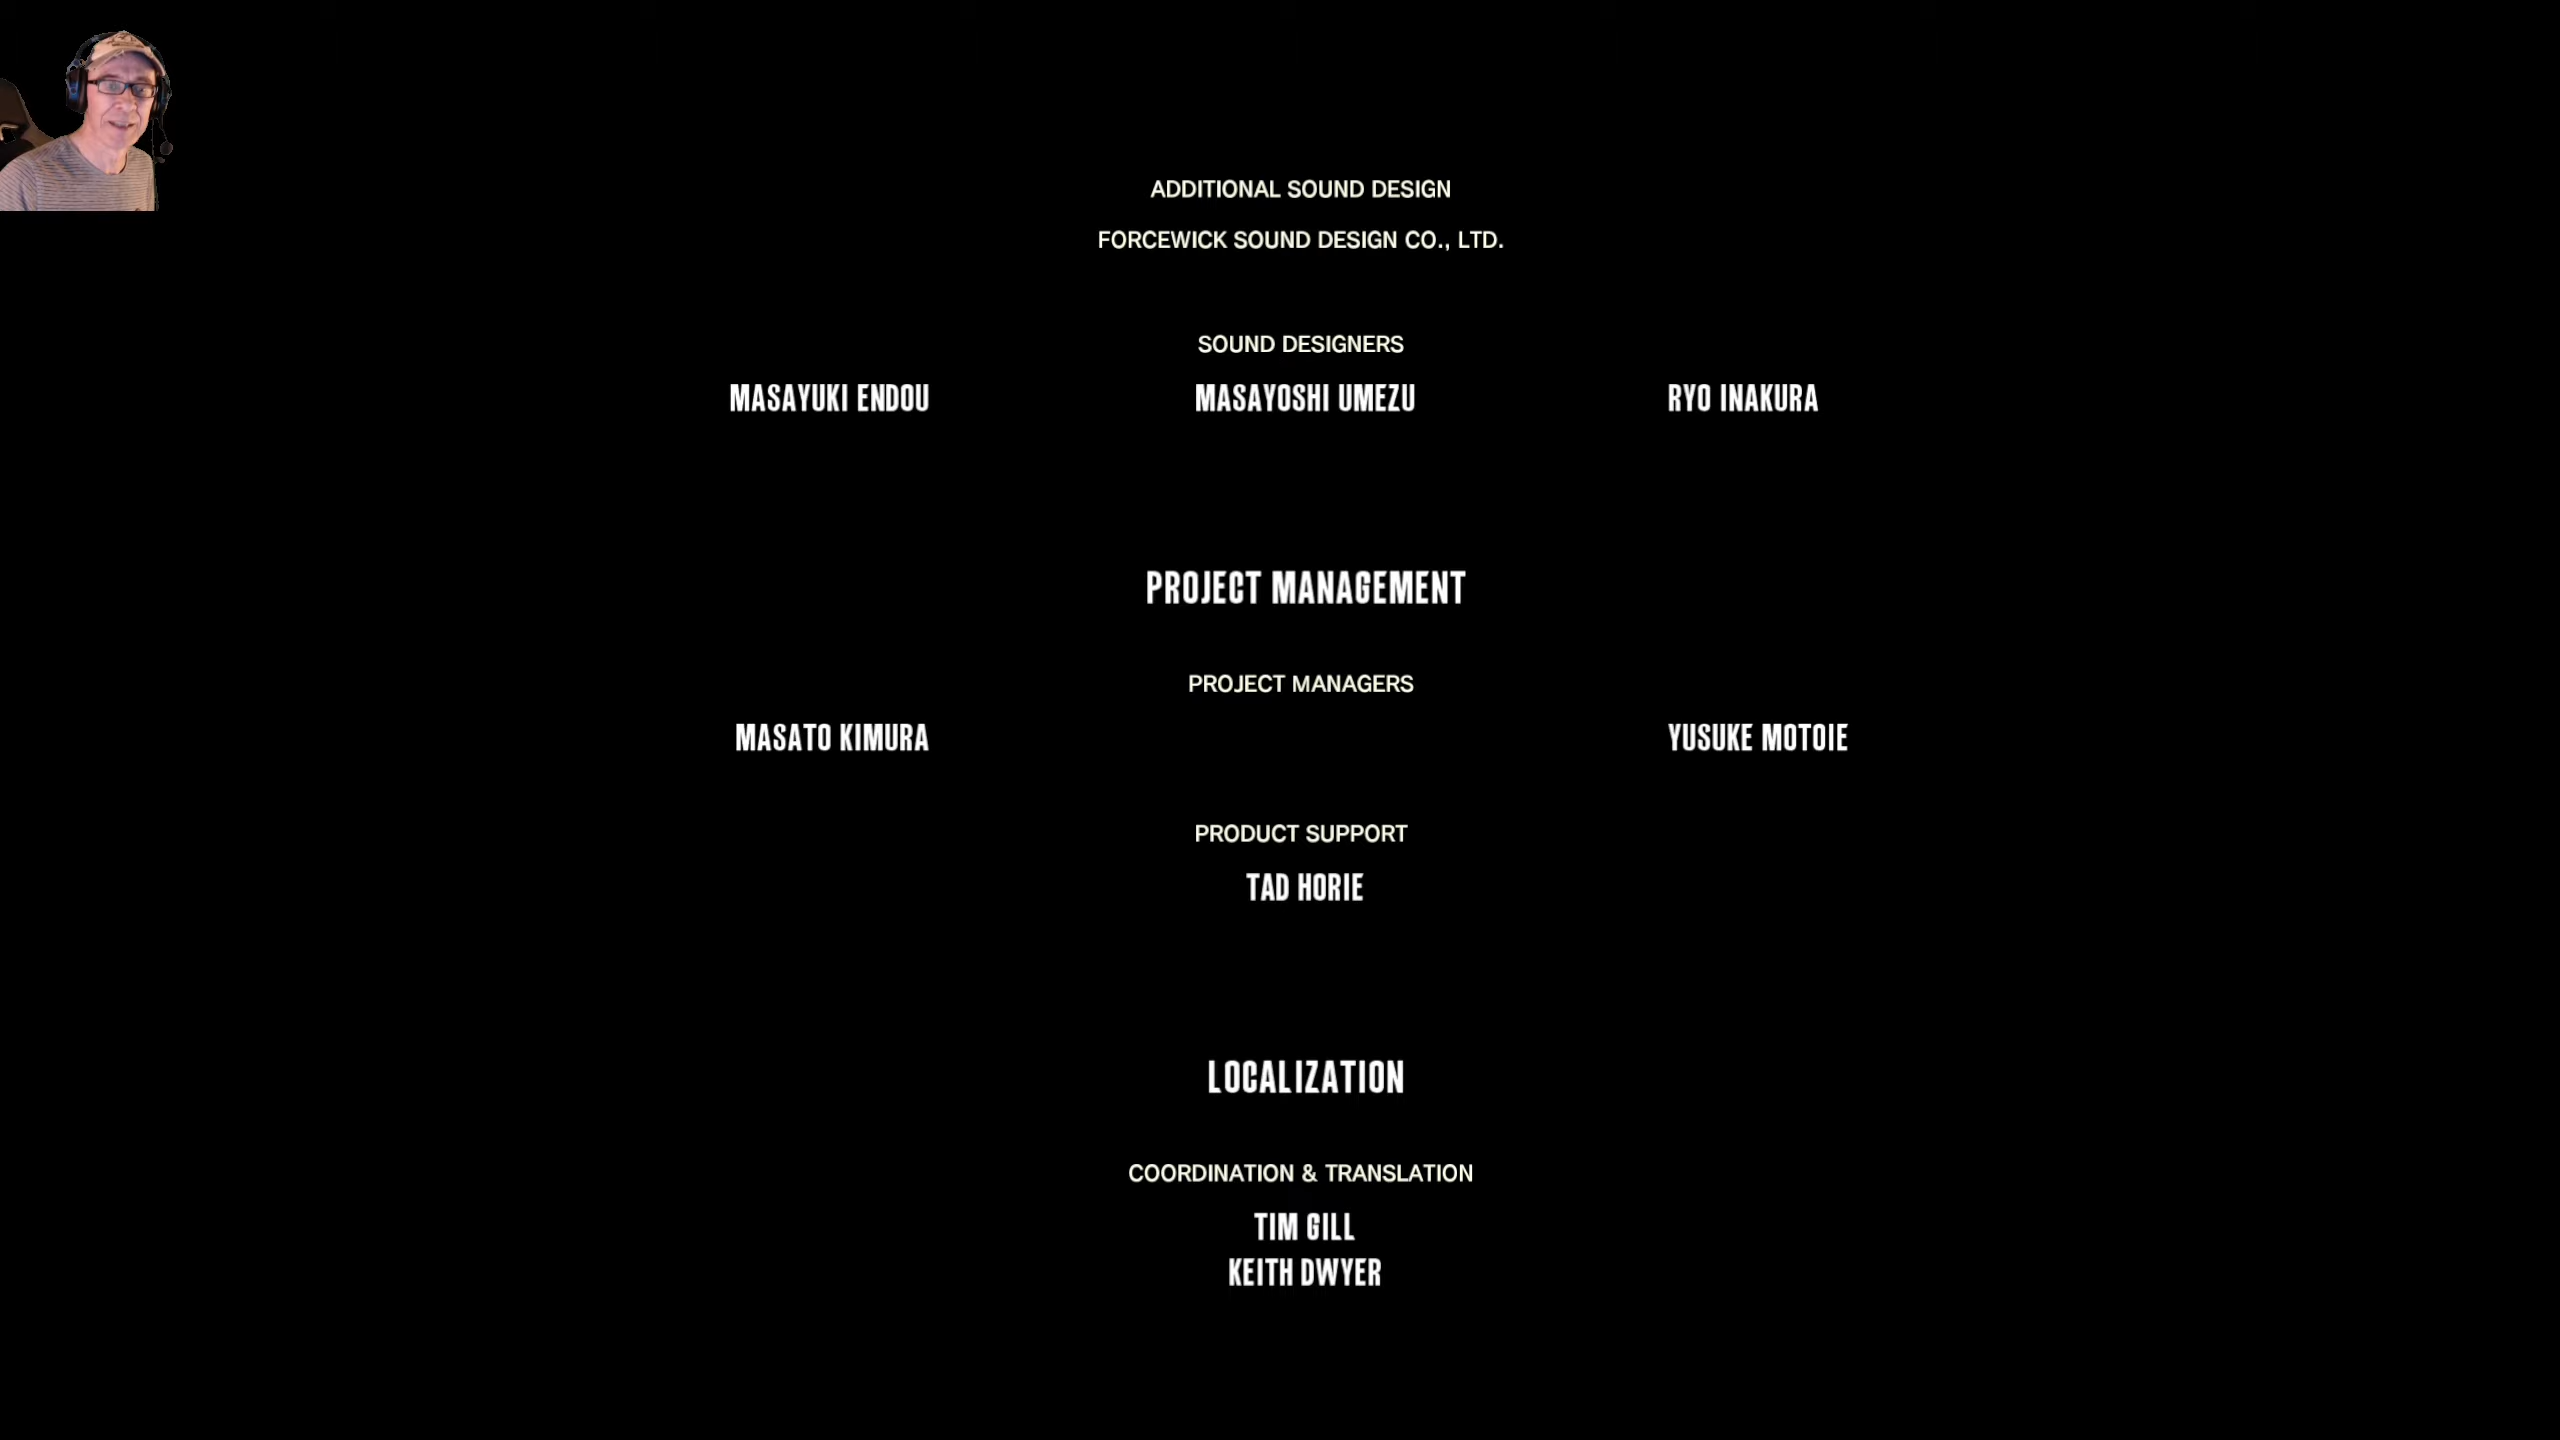 ADDITIONAL SOUND DESIGN
FORCEWICK SOUND DESIGN CO., LTD.
SOUND DESIGNERS
MASAYUKI ENDOU MASAYOSHI UMEZU RYO INAKURA
PROJECT MANAGEMENT
PROJECT MANAGERS
MASATO KIMURA YUSUKE MOTOIE
PRODUCT SUPPORT
TAD HORIE
LOCALIZATION
COORDINATION & TRANSLATION
TIM GILL
KEITH DWYER